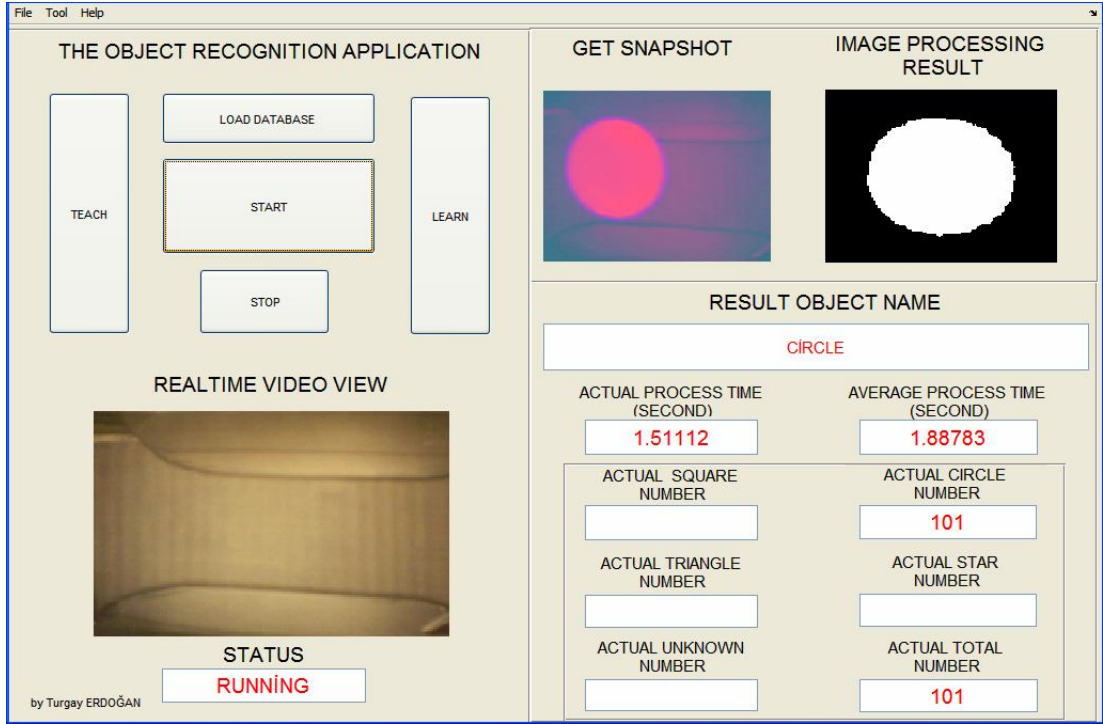 File Tool Help
THE OBJECT RECOGNITION APPLICATION
LOAD DATABASE
TEACH
START
LEARN
STOP
REALTIME VIDEO VIEW
STATUS
RUNNİNG
by Turgay ERDOĞAN
GET SNAPSHOT
IMAGE PROCESSING
RESULT
RESULT OBJECT NAME
CİRCLE
ACTUAL PROCESS TIME
(SECOND)
1.51112
AVERAGE PROCESS TIME
(SECOND)
1.88783
ACTUAL SQUARE
NUMBER
ACTUAL CIRCLE
NUMBER
101
ACTUAL TRIANGLE
NUMBER
ACTUAL STAR
NUMBER
ACTUAL UNKNOWN
NUMBER
ACTUAL TOTAL
NUMBER
101